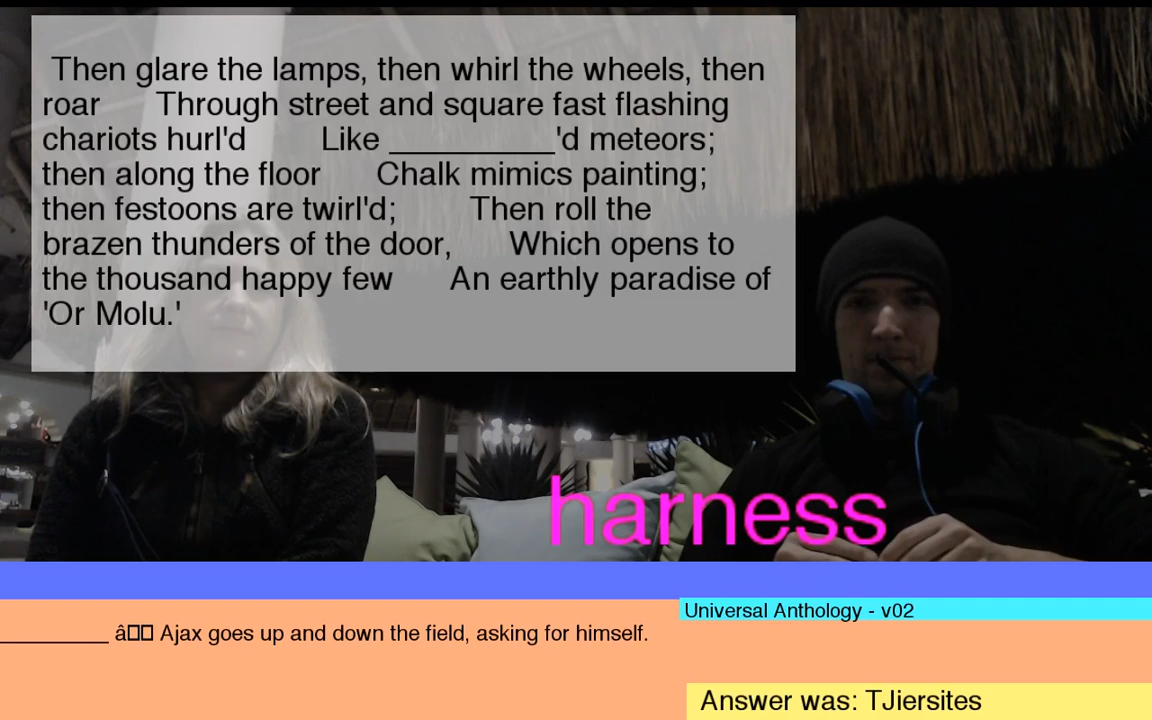 Then glare the lamps, then whirl the wheels, then
roar Through street and square fast flashing
chariots hurl'd Like __________'d meteors;
then along the floor Chalk mimics painting;
then festoons are twirl'd; Then roll the
brazen thunders of the door, Which opens to
the thousand happy few An earthly paradise of
'Or Molu.'
harness
Universal Anthology - v02
________ â□□ Ajax goes up and down the field, asking for himself.
Answer was: TJiersites